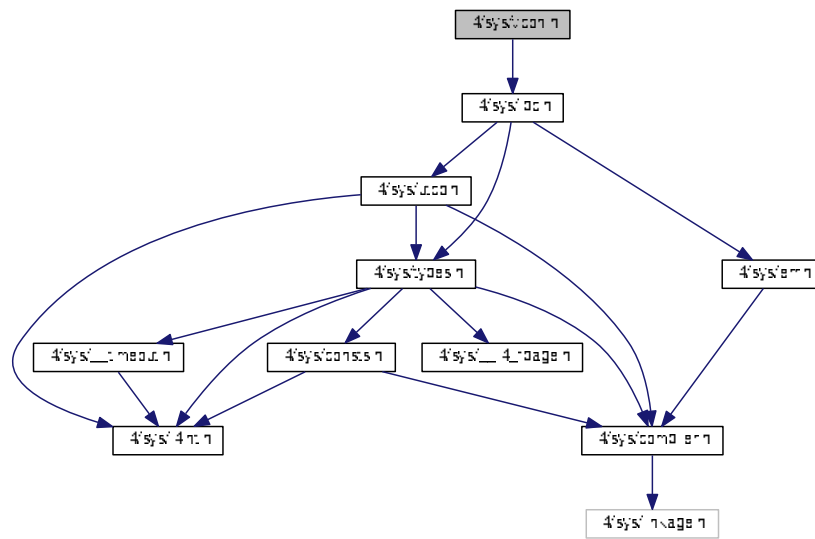 l4/sys/vcon.h
l4/sys/ipc.h
l4/sys/utcb.h
l4/sys/types.h
l4/sys/err.h
l4/sys/__timeout.h
l4/sys/consts.h
l4/sys/__l4_fpage.h
l4/sys/l4int.h
l4/sys/compiler.h
l4/sys/linkage.h